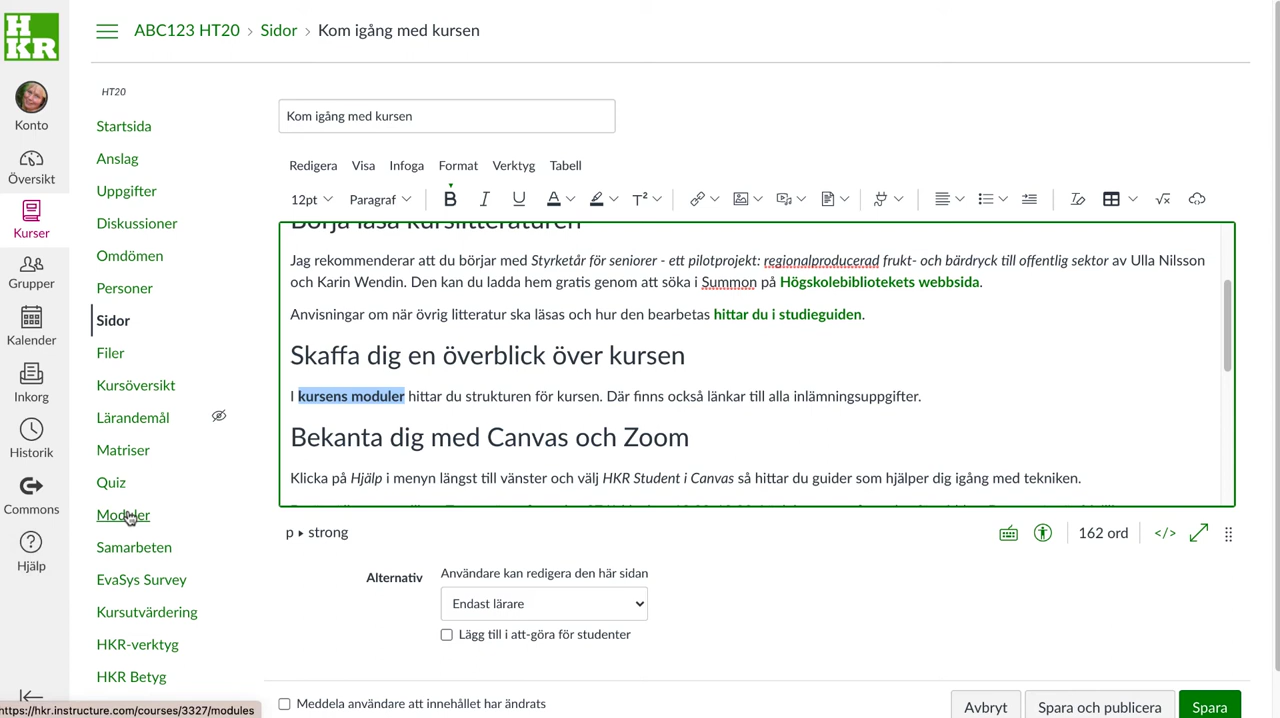 HKR
ABC123 HT20 › Sidor › Kom igång med kursen
Konto
Översikt
Kurser
Grupper
Kalender
Inkorg
Historik
Commons
Hjälp
HT20
Startsida
Anslag
Uppgifter
Diskussioner
Omdömen
Personer
Sidor
Filer
Kursöversikt
Lärandemål
Matriser
Quiz
Moduler
Samarbeten
EvaSys Survey
Kursutvärdering
HKR-verktyg
HKR Betyg
Kom igång med kursen
Redigera Visa Infoga Format Verktyg Tabell
12pt Paragraf B I U A T²
Börja läsa kurslitteraturen
Jag rekommenderar att du börjar med Styrketår för seniorer - ett pilotprojekt: regionalproducerad frukt- och bärdryck till offentlig sektor av Ulla Nilsson
och Karin Wendin. Den kan du ladda hem gratis genom att söka i Summon på Högskolebibliotekets webbsida.
Anvisningar om när övrig litteratur ska läsas och hur den bearbetas hittar du i studieguiden.
Skaffa dig en överblick över kursen
I kursens moduler hittar du strukturen för kursen. Där finns också länkar till alla inlämningsuppgifter.
Bekanta dig med Canvas och Zoom
Klicka på Hjälp i menyn längst till vänster och välj HKR Student i Canvas så hittar du guider som hjälper dig igång med tekniken.
p ▸ strong
162 ord </>
Alternativ Användare kan redigera den här sidan
Endast lärare
Lägg till i att-göra för studenter
Meddela användare att innehållet har ändrats
Avbryt Spara och publicera Spara
https://hkr.instructure.com/courses/3327/modules